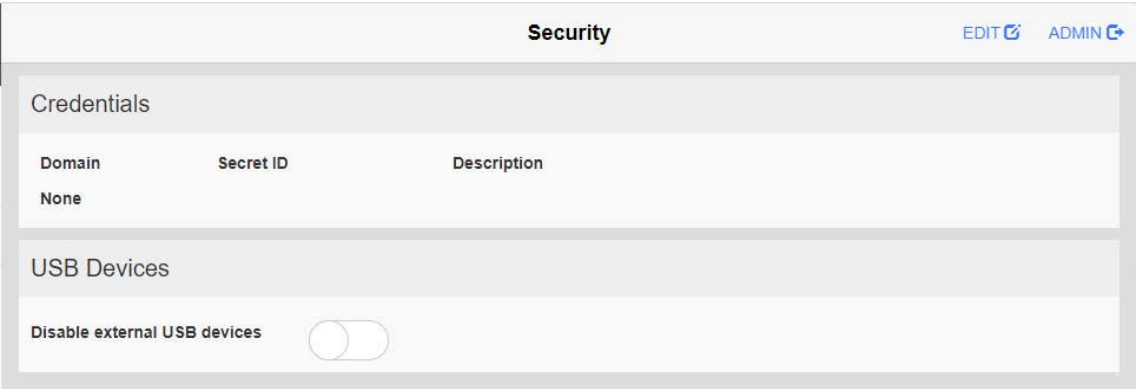 Security
EDIT ADMIN
Credentials
Domain Secret ID Description
None
USB Devices
Disable external USB devices